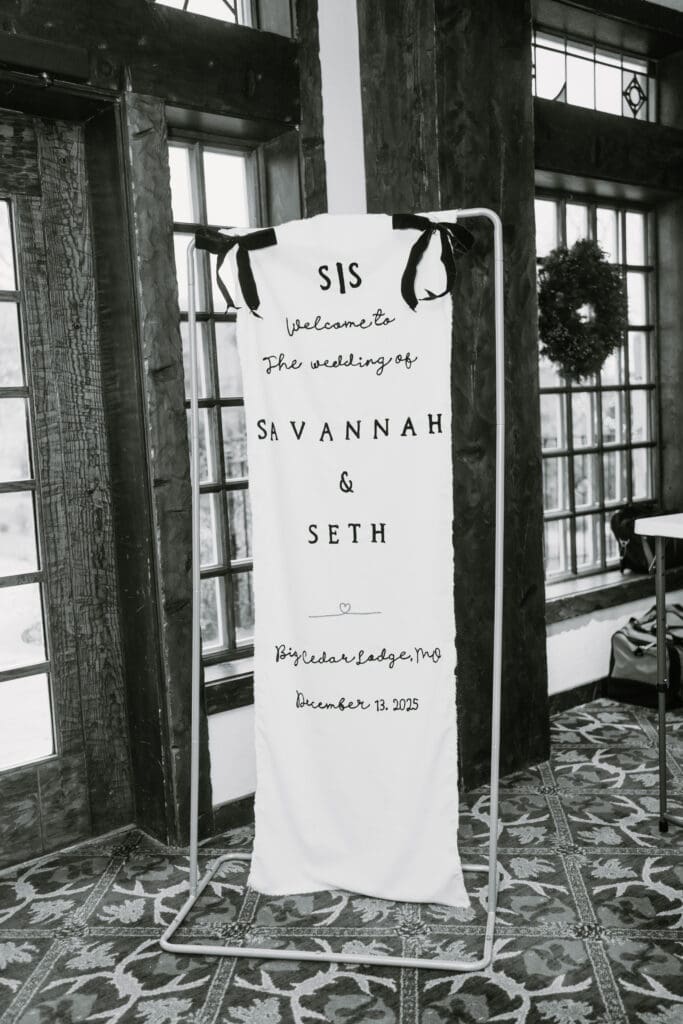 S|S
Welcome to
The wedding of
SAVANNAH
&
SETH
Big Cedar Lodge, MO
December 13. 2025